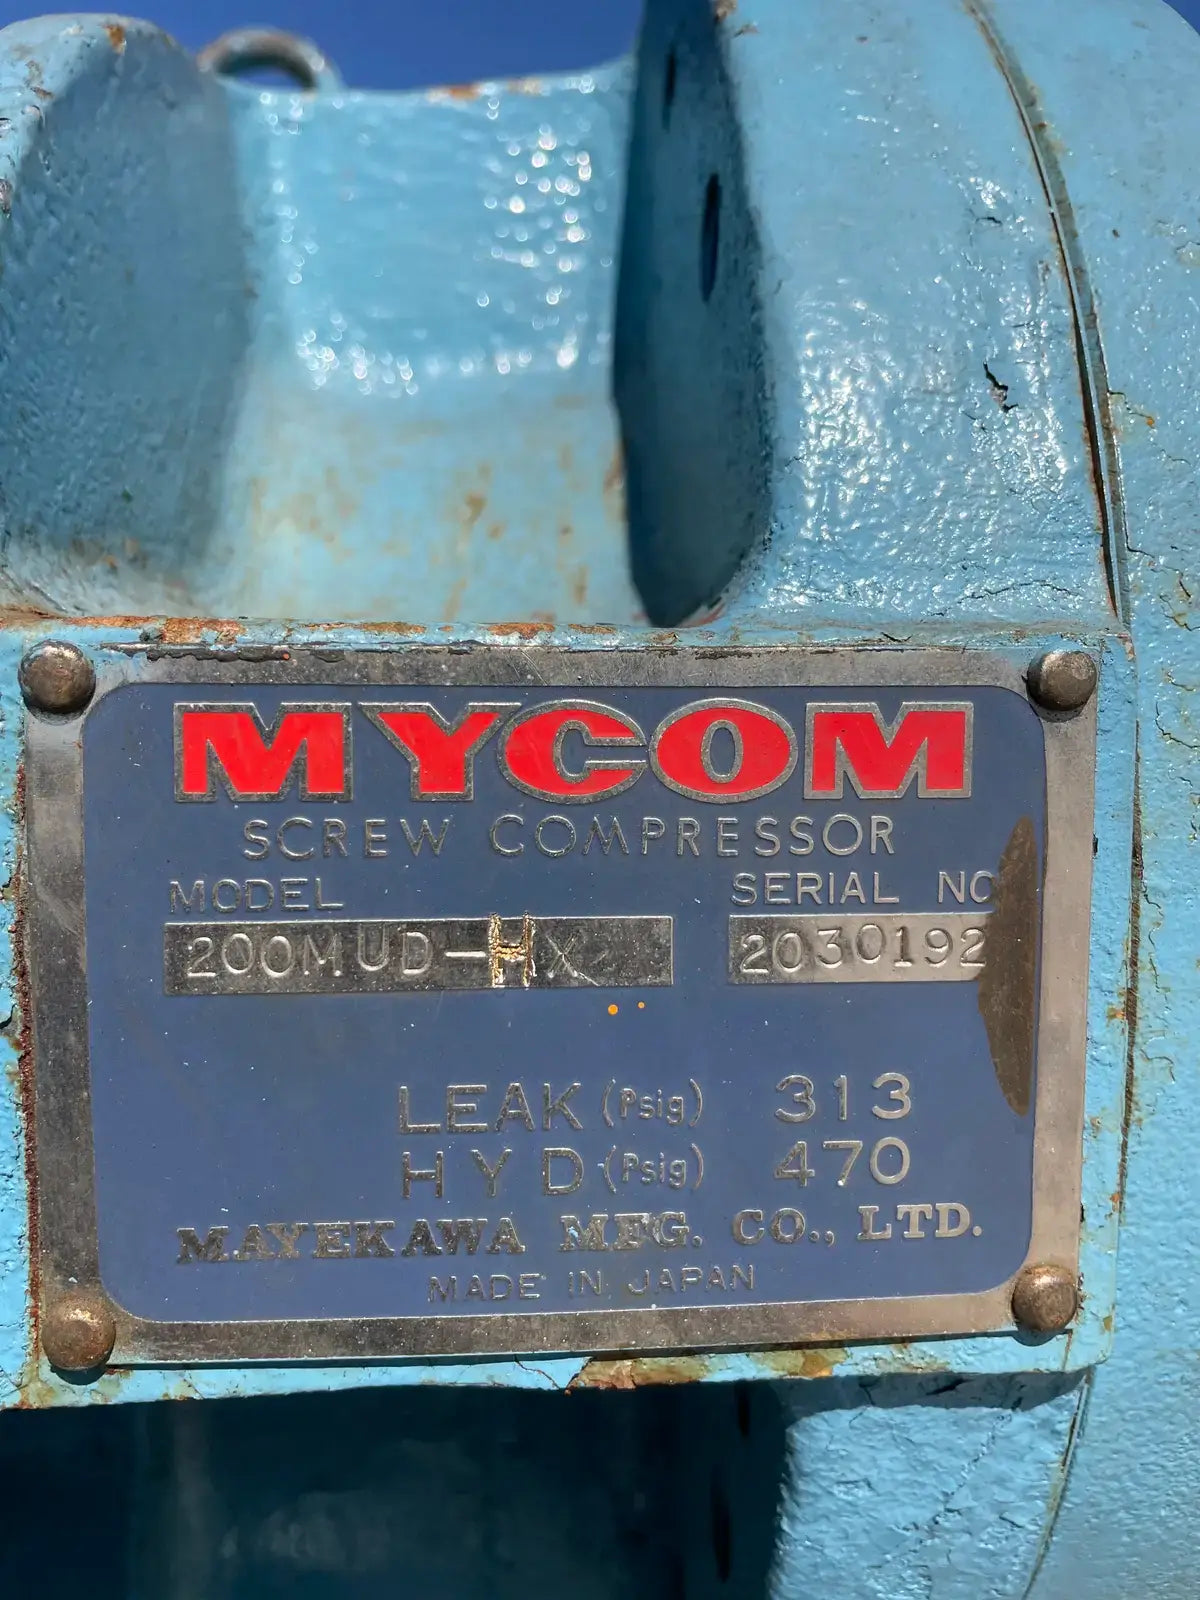 MYCOM
SCREW COMPRESSOR
MODEL SERIAL NO
200MUD-HX 2030192
LEAK (Psig) 313
HYD (Psig) 470
MAYEKAWA MFG. CO., LTD.
MADE IN JAPAN